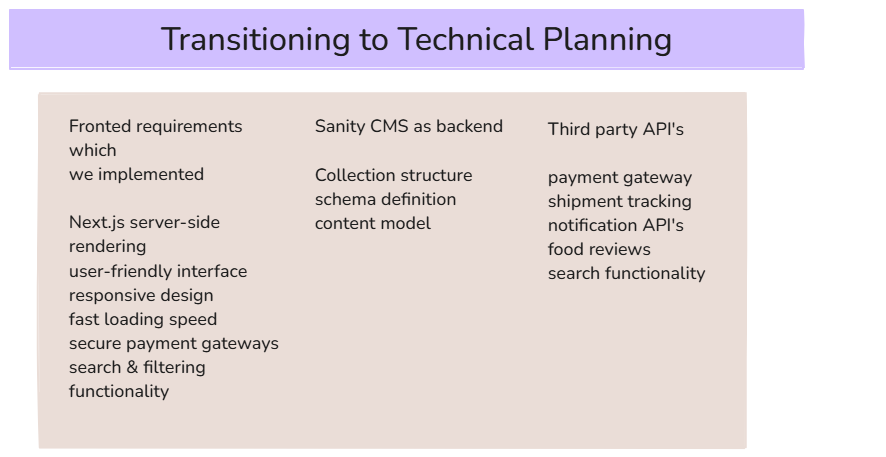 Transitioning to Technical Planning
Fronted requirements
which
we implemented
Next.js server-side
rendering
user-friendly interface
responsive design
fast loading speed
secure payment gateways
search & filtering
functionality
Sanity CMS as backend
Collection structure
schema definition
content model
Third party API's
payment gateway
shipment tracking
notification API's
food reviews
search functionality